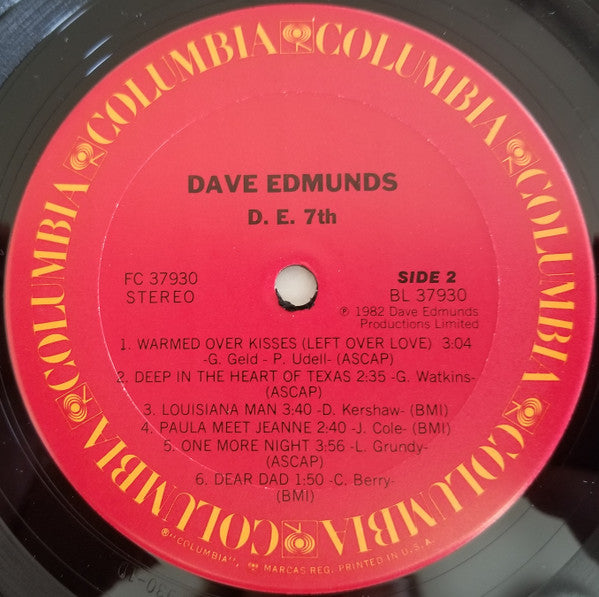 COLUMBIA COLUMBIA COLUMBIA COLUMBIA COLUMBIA COLUMBIA COLUMBIA COLUMBIA
DAVE EDMUNDS
D. E. 7th
FC 37930 SIDE 2
STEREO BL 37930
℗ 1982 Dave Edmunds
Productions Limited
1. WARMED OVER KISSES (LEFT OVER LOVE) 3:04
-G. Geld - P. Udell- (ASCAP)
2. DEEP IN THE HEART OF TEXAS 2:35 -G. Watkins-
(ASCAP)
3. LOUISIANA MAN 3:40 -D. Kershaw- (BMI)
4. PAULA MEET JEANNE 2:40 -J. Cole- (BMI)
5. ONE MORE NIGHT 3:56 -L. Grundy-
(ASCAP)
6. DEAR DAD 1:50 -C. Berry-
(BMI)
®"COLUMBIA", MARCAS REG. PRINTED IN U.S.A.